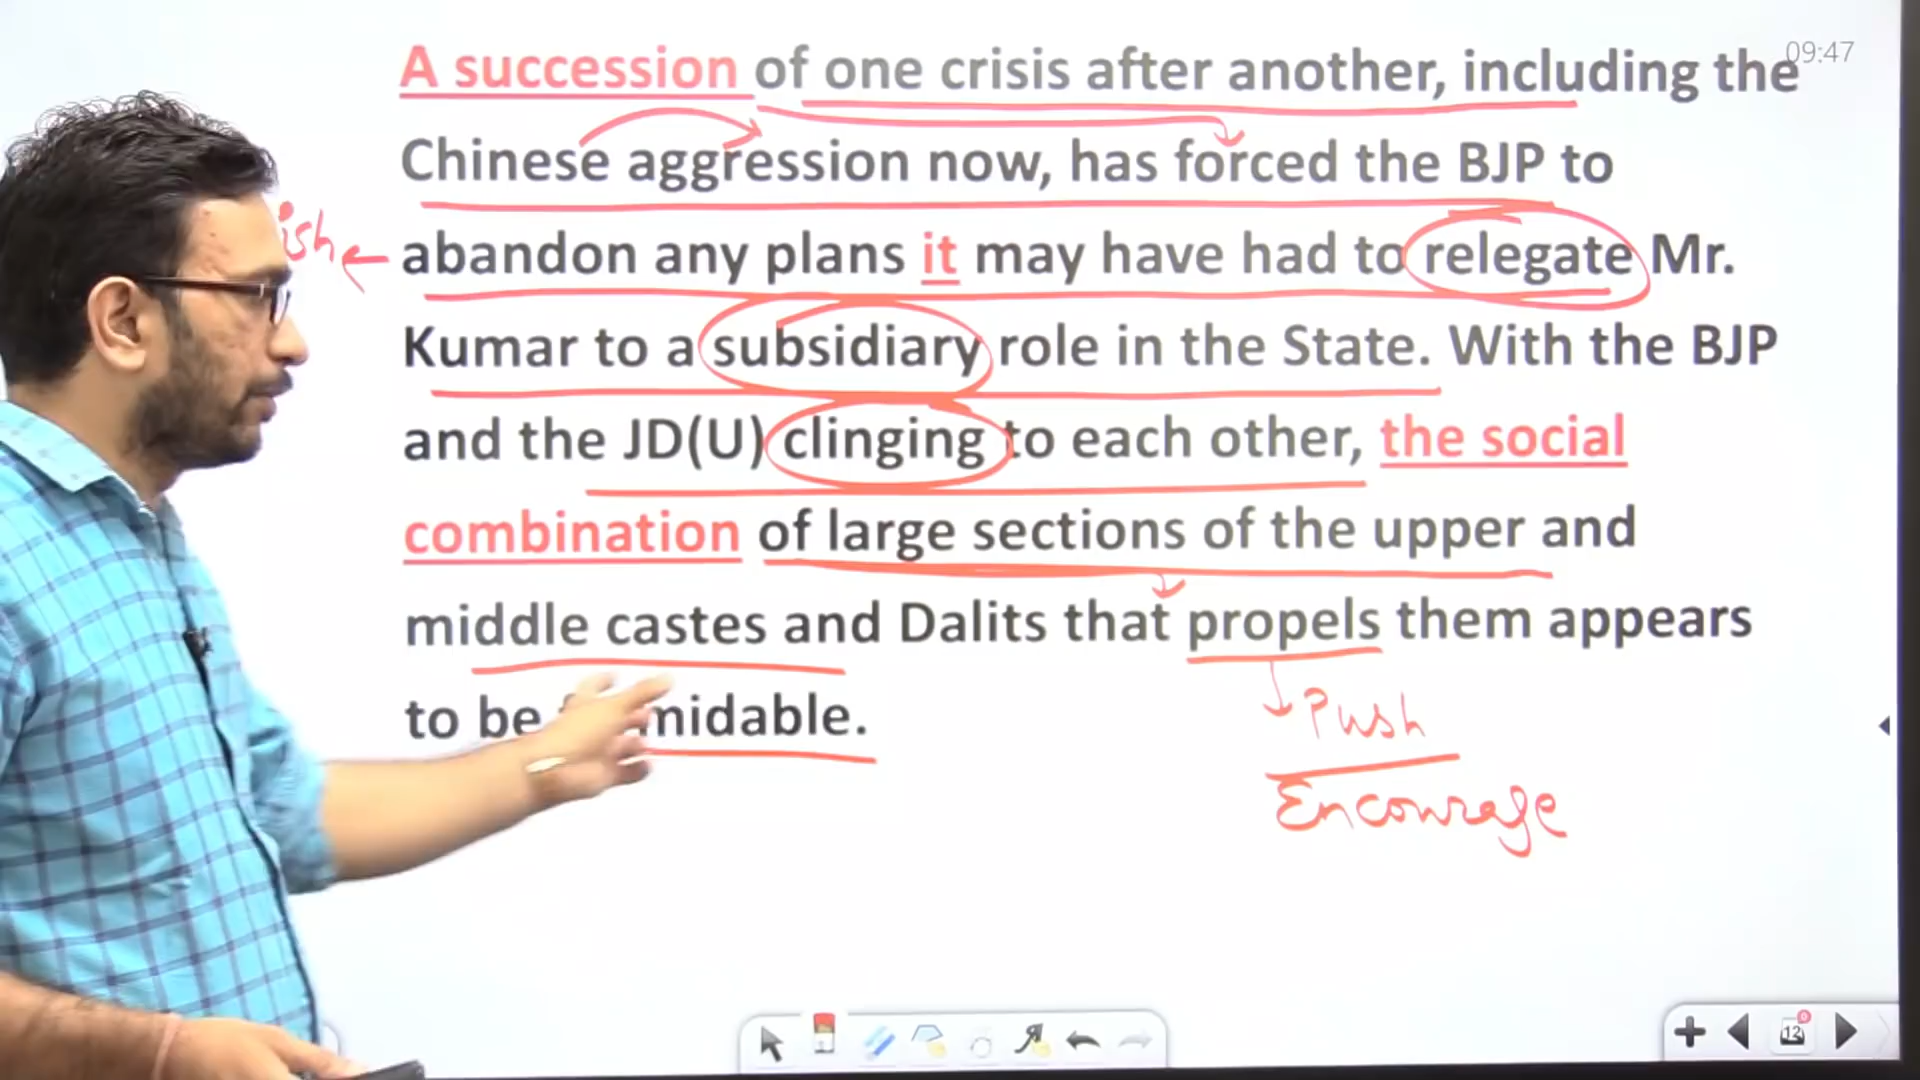 A succession of one crisis after another, including the
09:47
Chinese aggression now, has forced the BJP to
abandon any plans it may have had to relegate Mr.
ish
Kumar to a subsidiary role in the State. With the BJP
and the JD(U) clinging to each other, the social
combination of large sections of the upper and
middle castes and Dalits that propels them appears
to be midable.
Push
Encourage
12
0